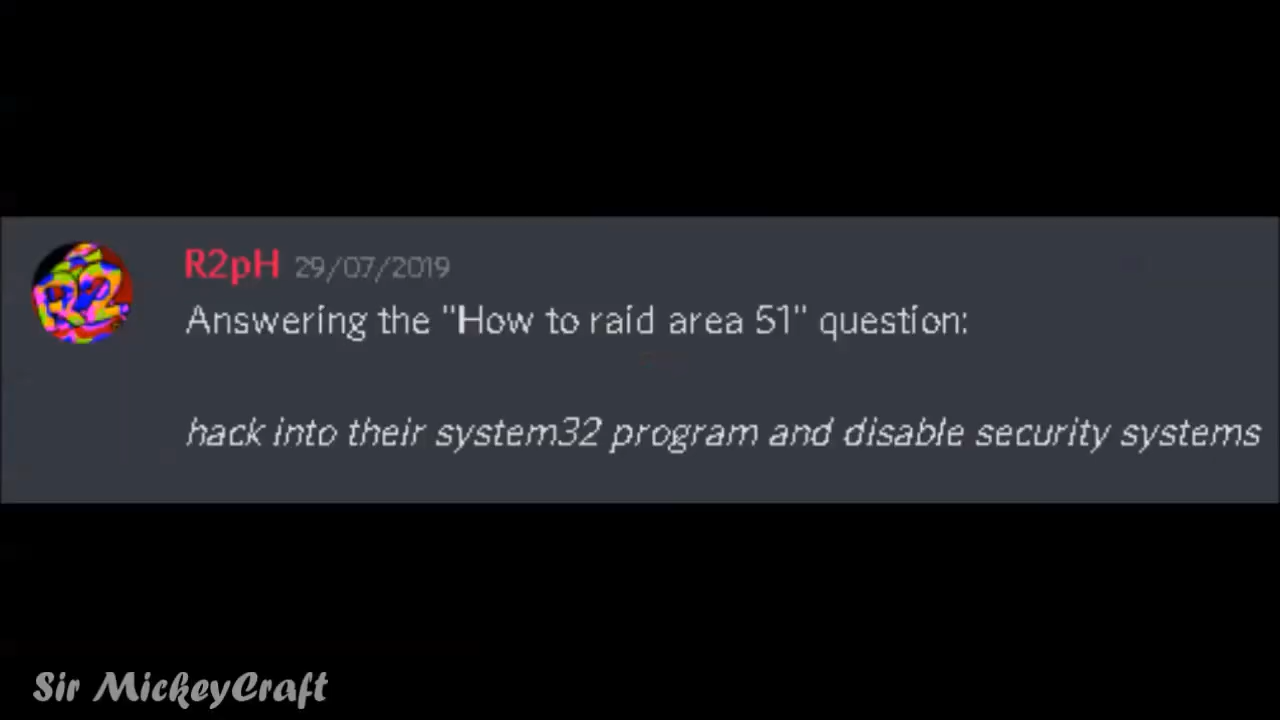 R2pH 29/07/2019
Answering the "How to raid area 51" question:
hack into their system32 program and disable security systems
Sir MickeyCraft